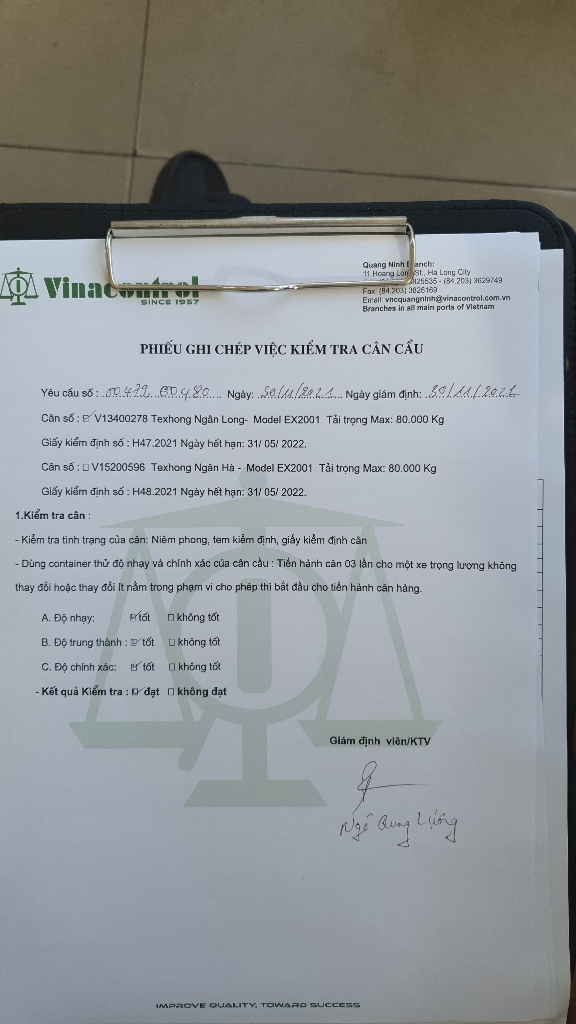 Vinacontrol
SINCE 1957
Quang Ninh Branch:
11 Hoang Long St., Ha Long City
825535 - (84.203) 3629749
Fax: (84.203) 3826169
Email: vncquangninh@vinacontrol.com.vn
Branches in all main ports of Vietnam
PHIẾU GHI CHÉP VIỆC KIỂM TRA CÂN CẦU
Yêu cầu số : 00479, 00480 Ngày: 30/11/2021 Ngày giám định: 30/11/2021
Cân số : ☑ V13400278 Texhong Ngân Long- Model EX2001 Tải trọng Max: 80.000 Kg
Giấy kiểm định số : H47.2021 Ngày hết hạn: 31/ 05/ 2022.
Cân số : ☐ V15200596 Texhong Ngân Hà - Model EX2001 Tải trọng Max: 80.000 Kg
Giấy kiểm định số : H48.2021 Ngày hết hạn: 31/ 05/ 2022.
1.Kiểm tra cân :
- Kiểm tra tình trạng của cân: Niêm phong, tem kiểm định, giấy kiểm định cân
- Dùng container thử độ nhạy và chính xác của cân cầu : Tiến hành cân 03 lần cho một xe trọng lượng không
thay đổi hoặc thay đổi ít nằm trong phạm vi cho phép thì bắt đầu cho tiến hành cân hàng.
A. Độ nhạy: ☑ tốt ☐ không tốt
B. Độ trung thành : ☑ tốt ☐ không tốt
C. Độ chính xác: ☑ tốt ☐ không tốt
- Kết quả Kiểm tra : ☑ đạt ☐ không đạt
Giám định viên/KTV
Ngô Quang Lượng
IMPROVE QUALITY, TOWARD SUCCESS